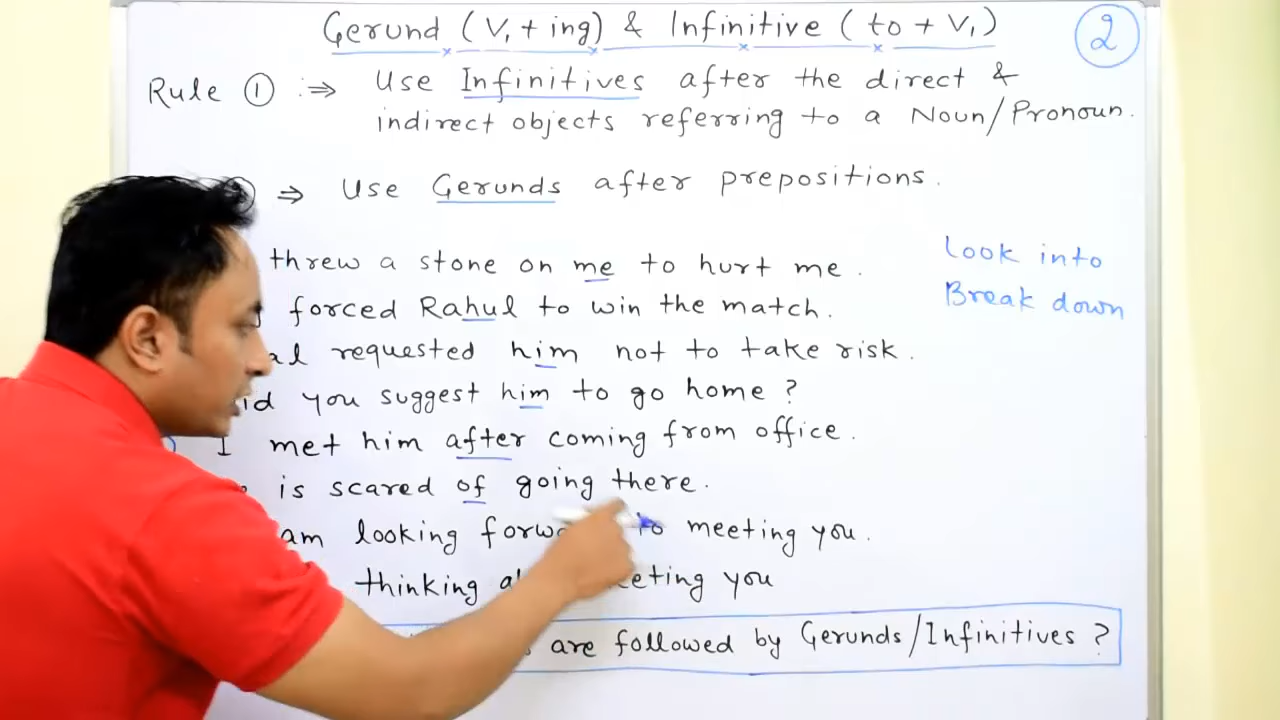 Gerund (V₁ + ing) & Infinitive (to + V₁)
2
Rule ① :⇒ Use Infinitives after the direct &
indirect objects referring to a Noun/Pronoun.
⇒ Use Gerunds after prepositions.
threw a stone on me to hurt me.
forced Rahul to win the match.
requested him not to take risk.
you suggest him to go home?
I met him after coming from office.
is scared of going there.
am looking to meeting you.
thinking you
are followed by Gerunds/Infinitives?
Look into
Break down